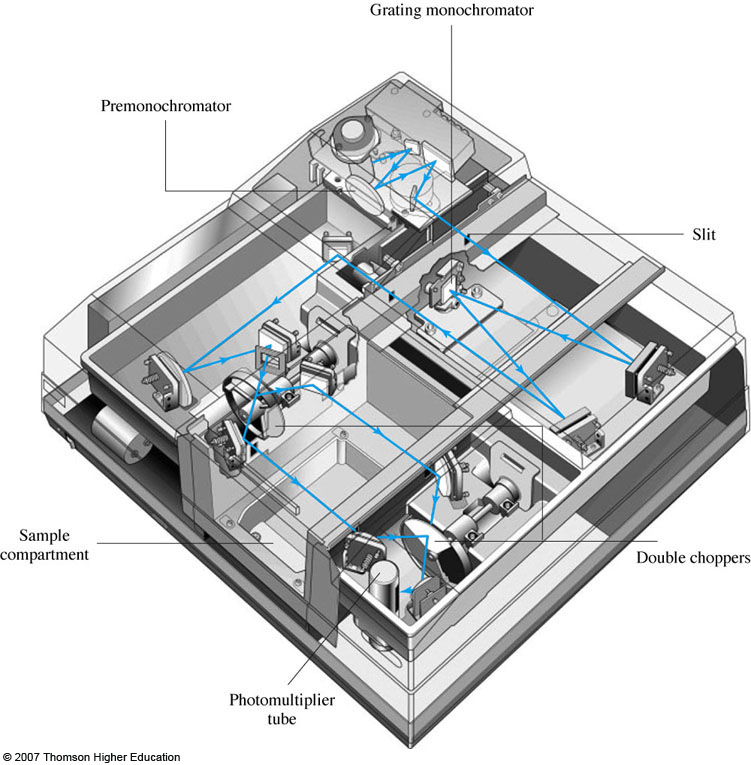 Grating monochromator
Premonochromator
Slit
Sample
compartment
Double choppers
Photomultiplier
tube
© 2007 Thomson Higher Education